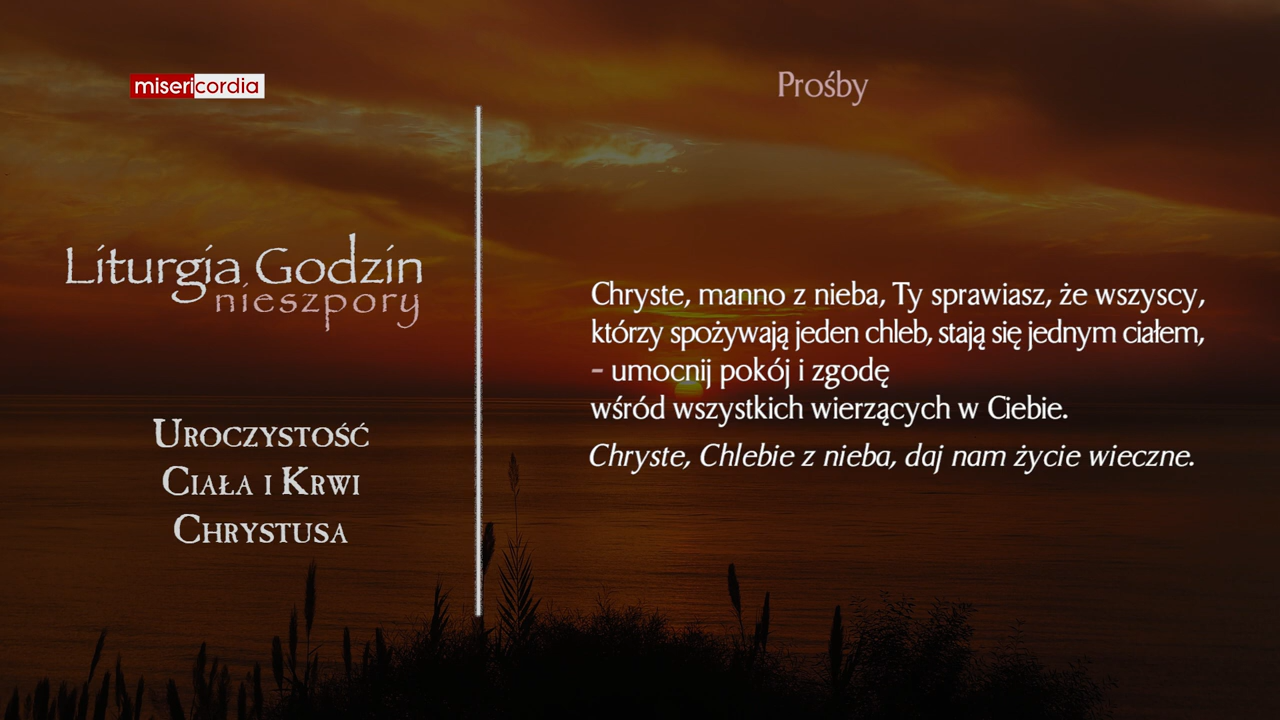 misericordia
Prośby
Liturgia Godzin
nieszpory
Uroczystość
Ciała i Krwi
Chrystusa
Chryste, manno z nieba, Ty sprawiasz, że wszyscy,
którzy spożywają jeden chleb, stają się jednym ciałem,
- umocnij pokój i zgodę
wśród wszystkich wierzących w Ciebie.
Chryste, Chlebie z nieba, daj nam życie wieczne.